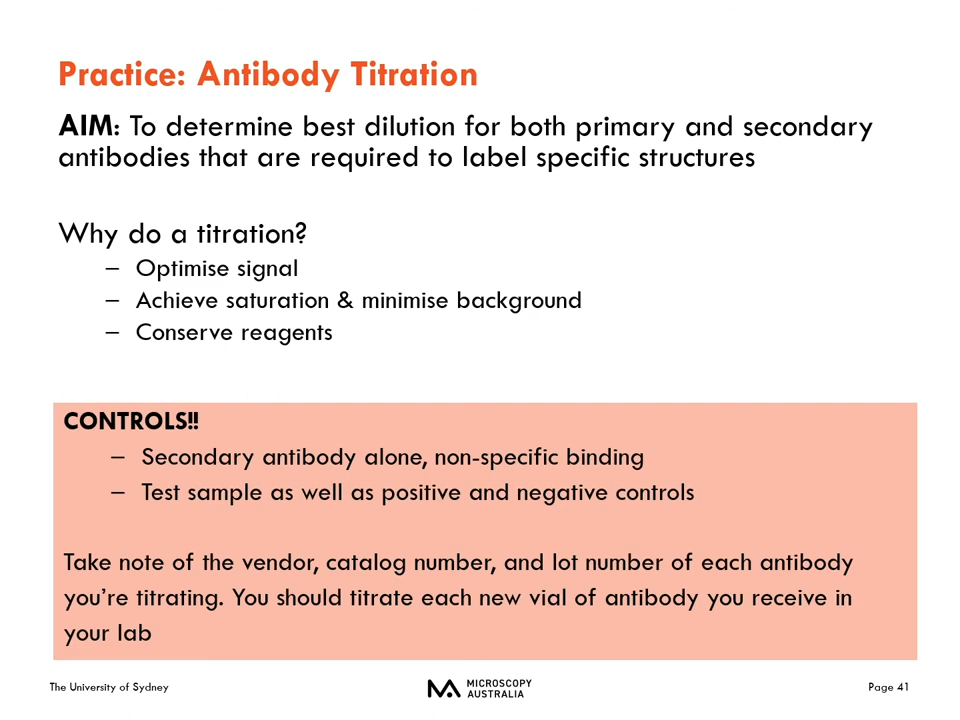 Practice: Antibody Titration
AIM: To determine best dilution for both primary and secondary
antibodies that are required to label specific structures
Why do a titration?
– Optimise signal
– Achieve saturation & minimise background
– Conserve reagents
CONTROLS!!
– Secondary antibody alone, non-specific binding
– Test sample as well as positive and negative controls
Take note of the vendor, catalog number, and lot number of each antibody
you’re titrating. You should titrate each new vial of antibody you receive in
your lab
The University of Sydney
MICROSCOPY
AUSTRALIA
Page 41